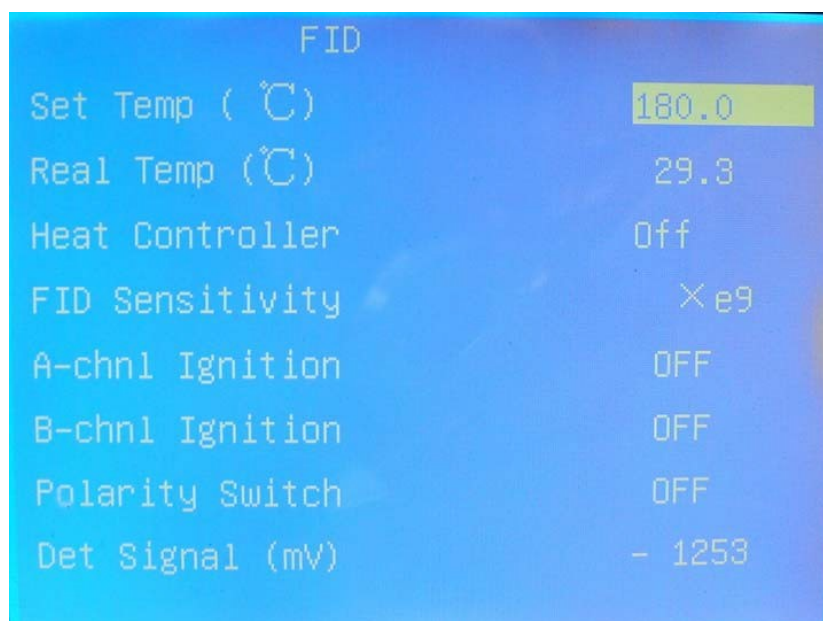 FID
Set Temp ( ℃) 180.0
Real Temp (℃) 29.3
Heat Controller Off
FID Sensitivity ×e9
A-chnl Ignition OFF
B-chnl Ignition OFF
Polarity Switch OFF
Det Signal (mV) - 1253